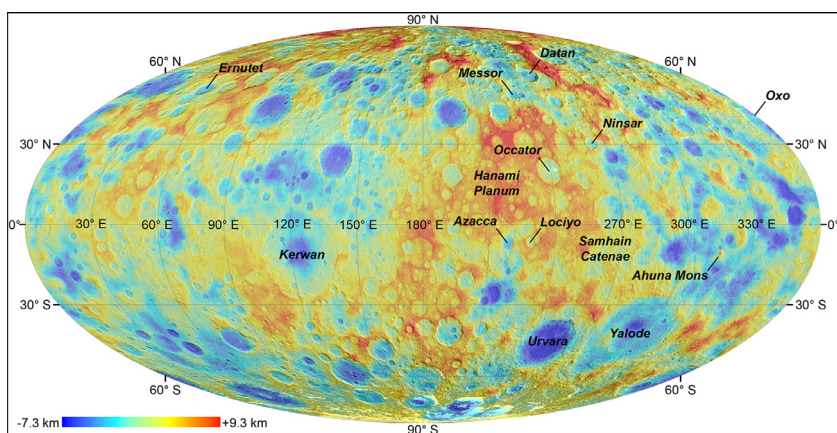 90° N
60° N
60° N
Datan
Messor
Ernutet
Oxo
Ninsar
30° N
30° N
Occator
Hanami
Planum
0°
30° E
60° E
90° E
120° E
150° E
180° E
Azacca
Lociyo
270° E
300° E
330° E
0°
Kerwan
Samhain
Catenae
Ahuna Mons
30° S
30° S
Urvara
Yalode
60° S
60° S
-7.3 km
+9.3 km
90° S